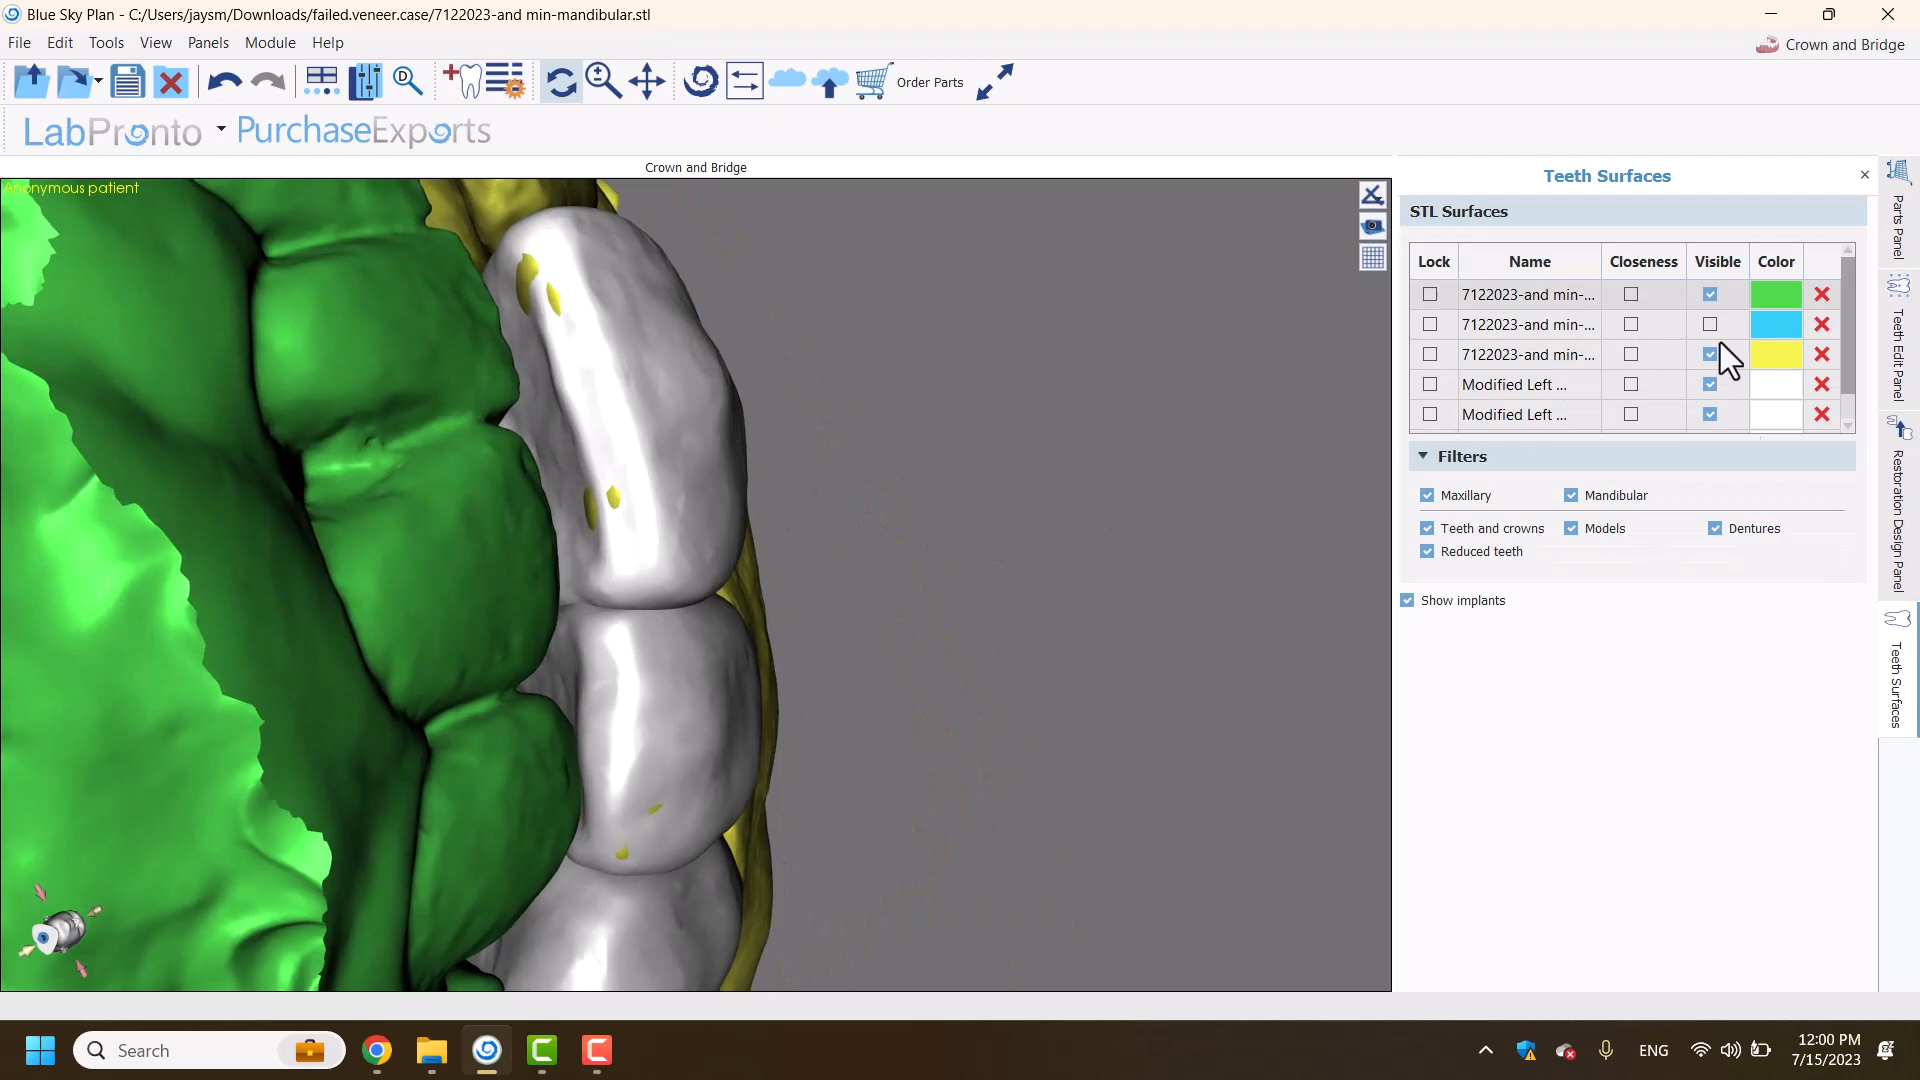 Blue Sky Plan - C:/Users/jaysm/Downloads/failed.veneer.case/7122023-and min-mandibular.stl
File Edit Tools View Panels Module Help
Crown and Bridge
D
Order Parts
LabPronto PurchaseExports
Crown and Bridge
Anonymous patient
Teeth Surfaces
STL Surfaces
Lock Name Closeness Visible Color
7122023-and min-...
7122023-and min-...
7122023-and min-...
Modified Left ...
Modified Left ...
Filters
Maxillary Mandibular
Teeth and crowns Models Dentures
Reduced teeth
Show implants
Parts Panel
Teeth Edit Panel
Restoration Design Panel
Teeth Surfaces
Search
ENG
12:00 PM
7/15/2023